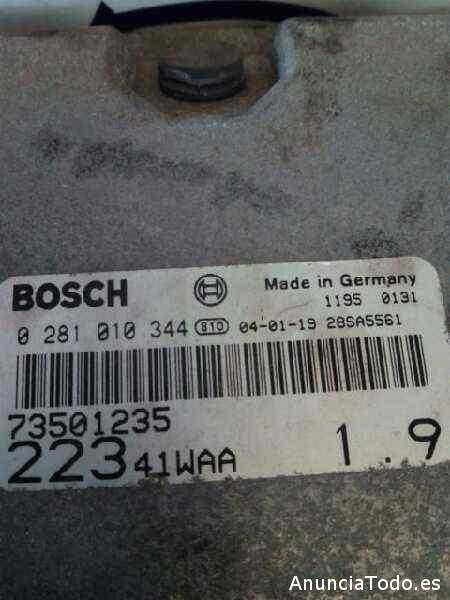 BOSCH Made in Germany
1195 0131
0 281 010 344 810 04-01-19 28SA5561
73501235
22341WAA 1.9
AnunciaTodo.es